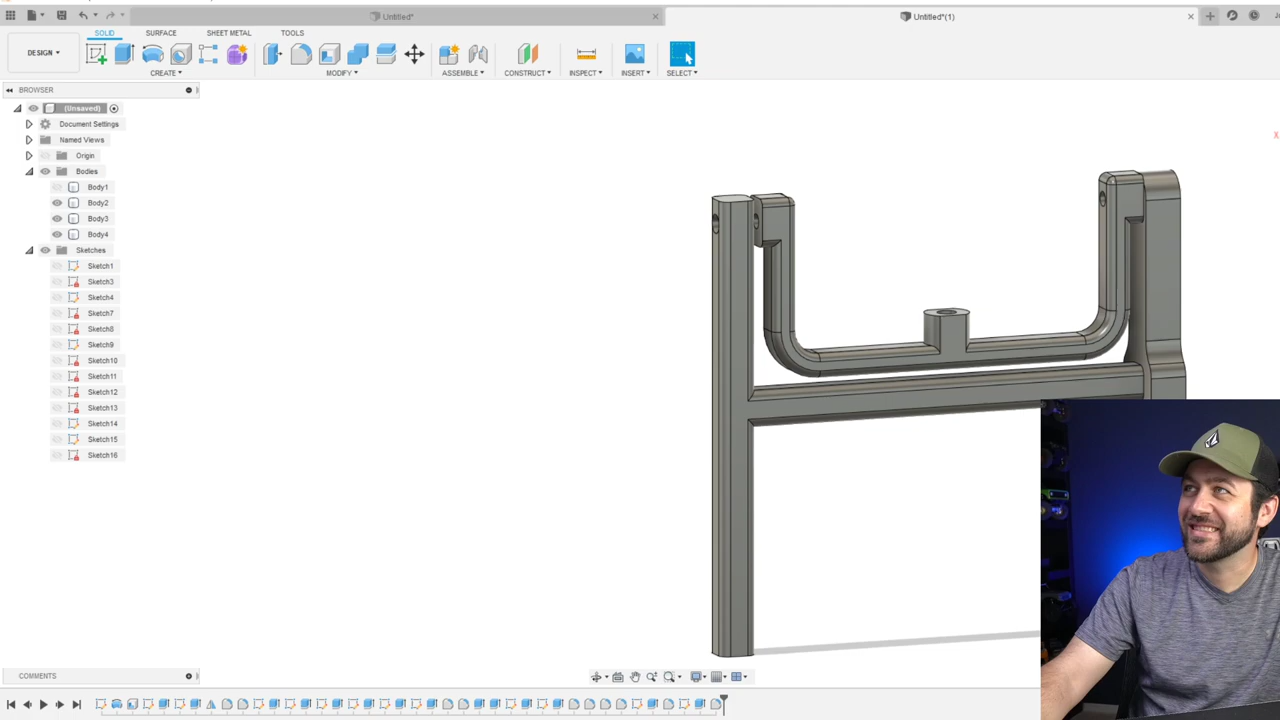 Untitled*
Untitled*(1)
SOLID
SURFACE
SHEET METAL
TOOLS
DESIGN
CREATE
MODIFY
ASSEMBLE
CONSTRUCT
INSPECT
INSERT
SELECT
BROWSER
(Unsaved)
Document Settings
Named Views
Origin
Bodies
Body1
Body2
Body3
Body4
Sketches
Sketch1
Sketch3
Sketch4
Sketch7
Sketch8
Sketch9
Sketch10
Sketch11
Sketch12
Sketch13
Sketch14
Sketch15
Sketch16
COMMENTS